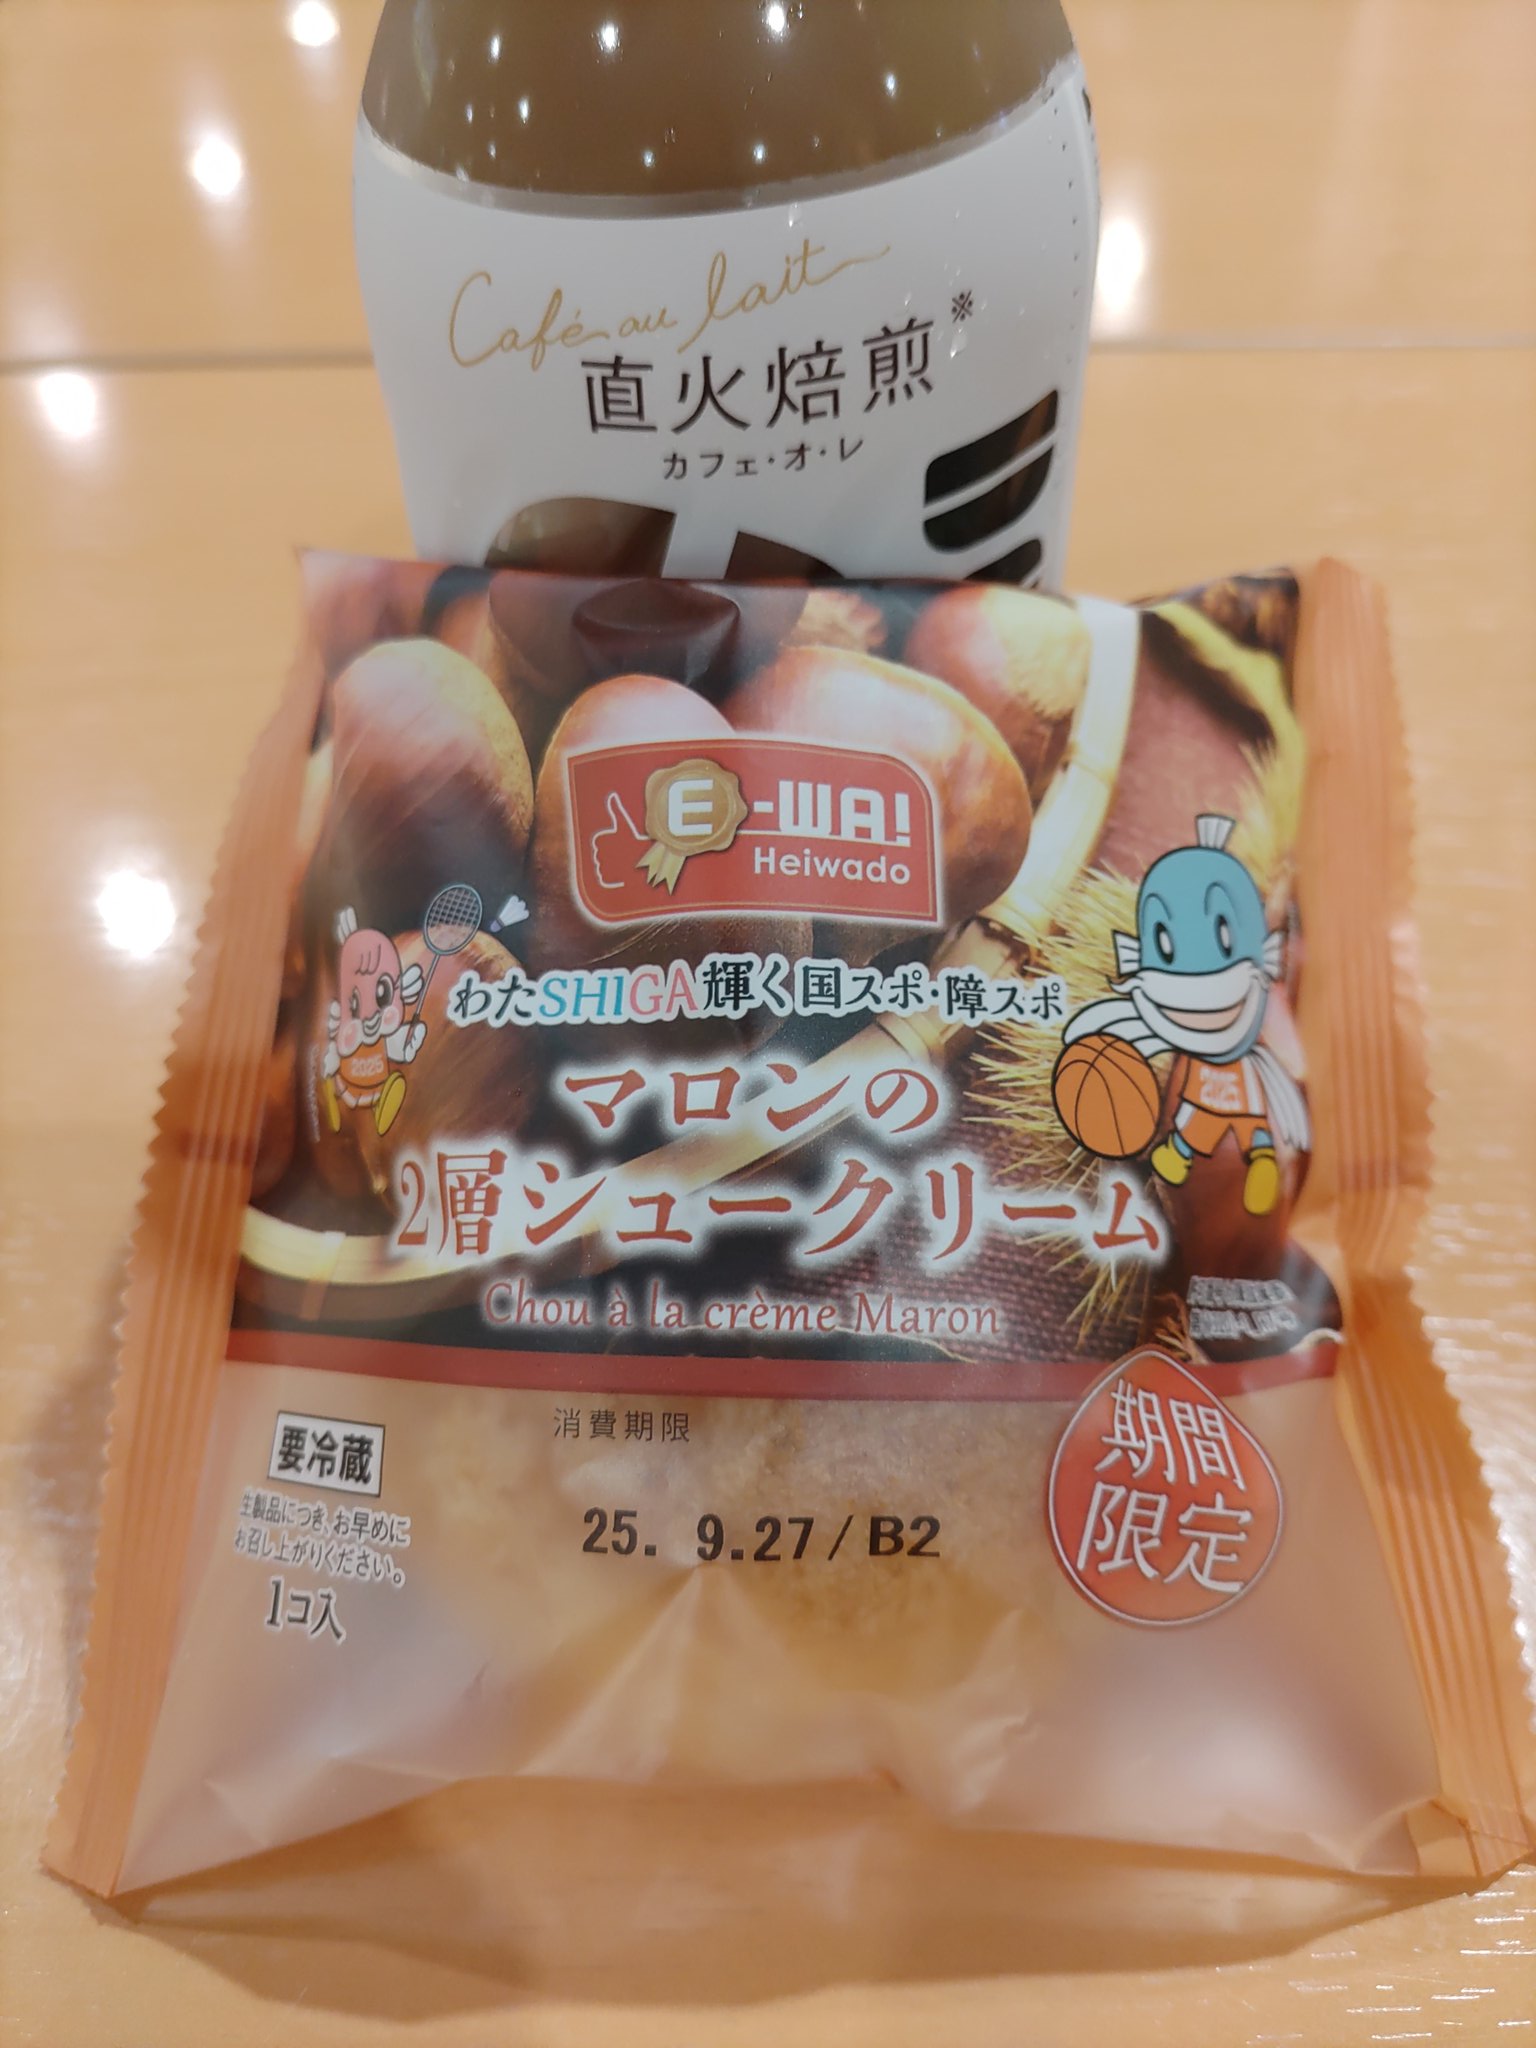 Café au lait
直火焙煎※
カフェ・オ・レ
E-WA!
Heiwado
わたSHIGA輝く国スポ・障スポ
2025
マロンの
2層シュークリーム
Chou à la crème Maron
要冷蔵
生製品につき、お早めに
お召し上がりください。
1コ入
消費期限
25. 9.27/B2
期間
限定